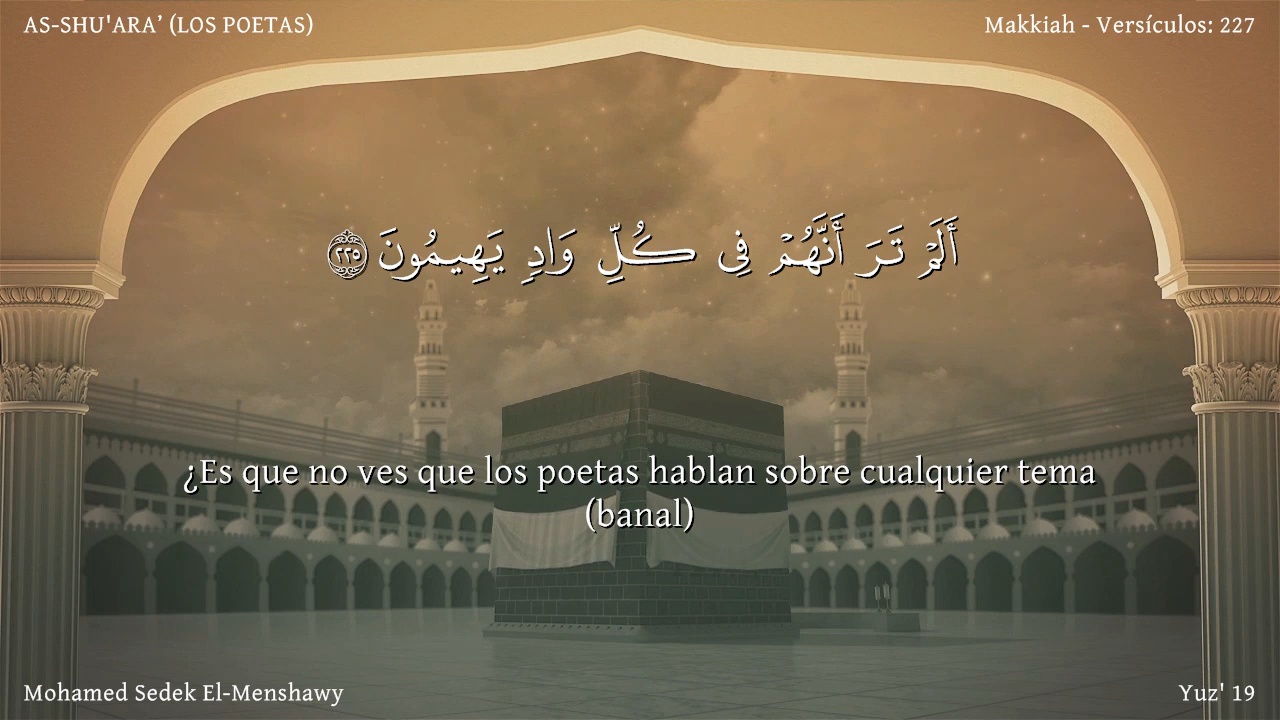 AS-SHU'ARA’ (LOS POETAS)
Makkiah - Versículos: 227
أَلَمْ تَرَ أَنَّهُمْ فِى كُلِّ وَادٍ يَهِيمُونَ ٢٢٥
¿Es que no ves que los poetas hablan sobre cualquier tema
(banal)
Mohamed Sedek El-Menshawy
Yuz' 19